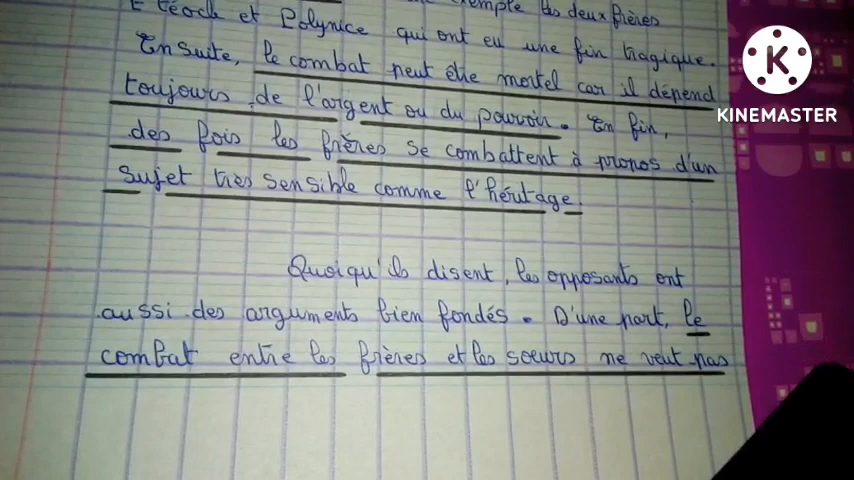 exemple les deux frères
Etéocle et Polynice qui ont eu une fin tragique.
Ensuite, le combat peut être mortel car il dépend
toujours de l'argent ou du pouvoir. En fin,
des fois les frères se combattent à propos d'un
sujet très sensible comme l'héritage.
Quoiqu'ils disent, les opposants ont
aussi des arguments bien fondés. D'une part, le
combat entre les frères et les sœurs ne veut pas
K
KINEMASTER